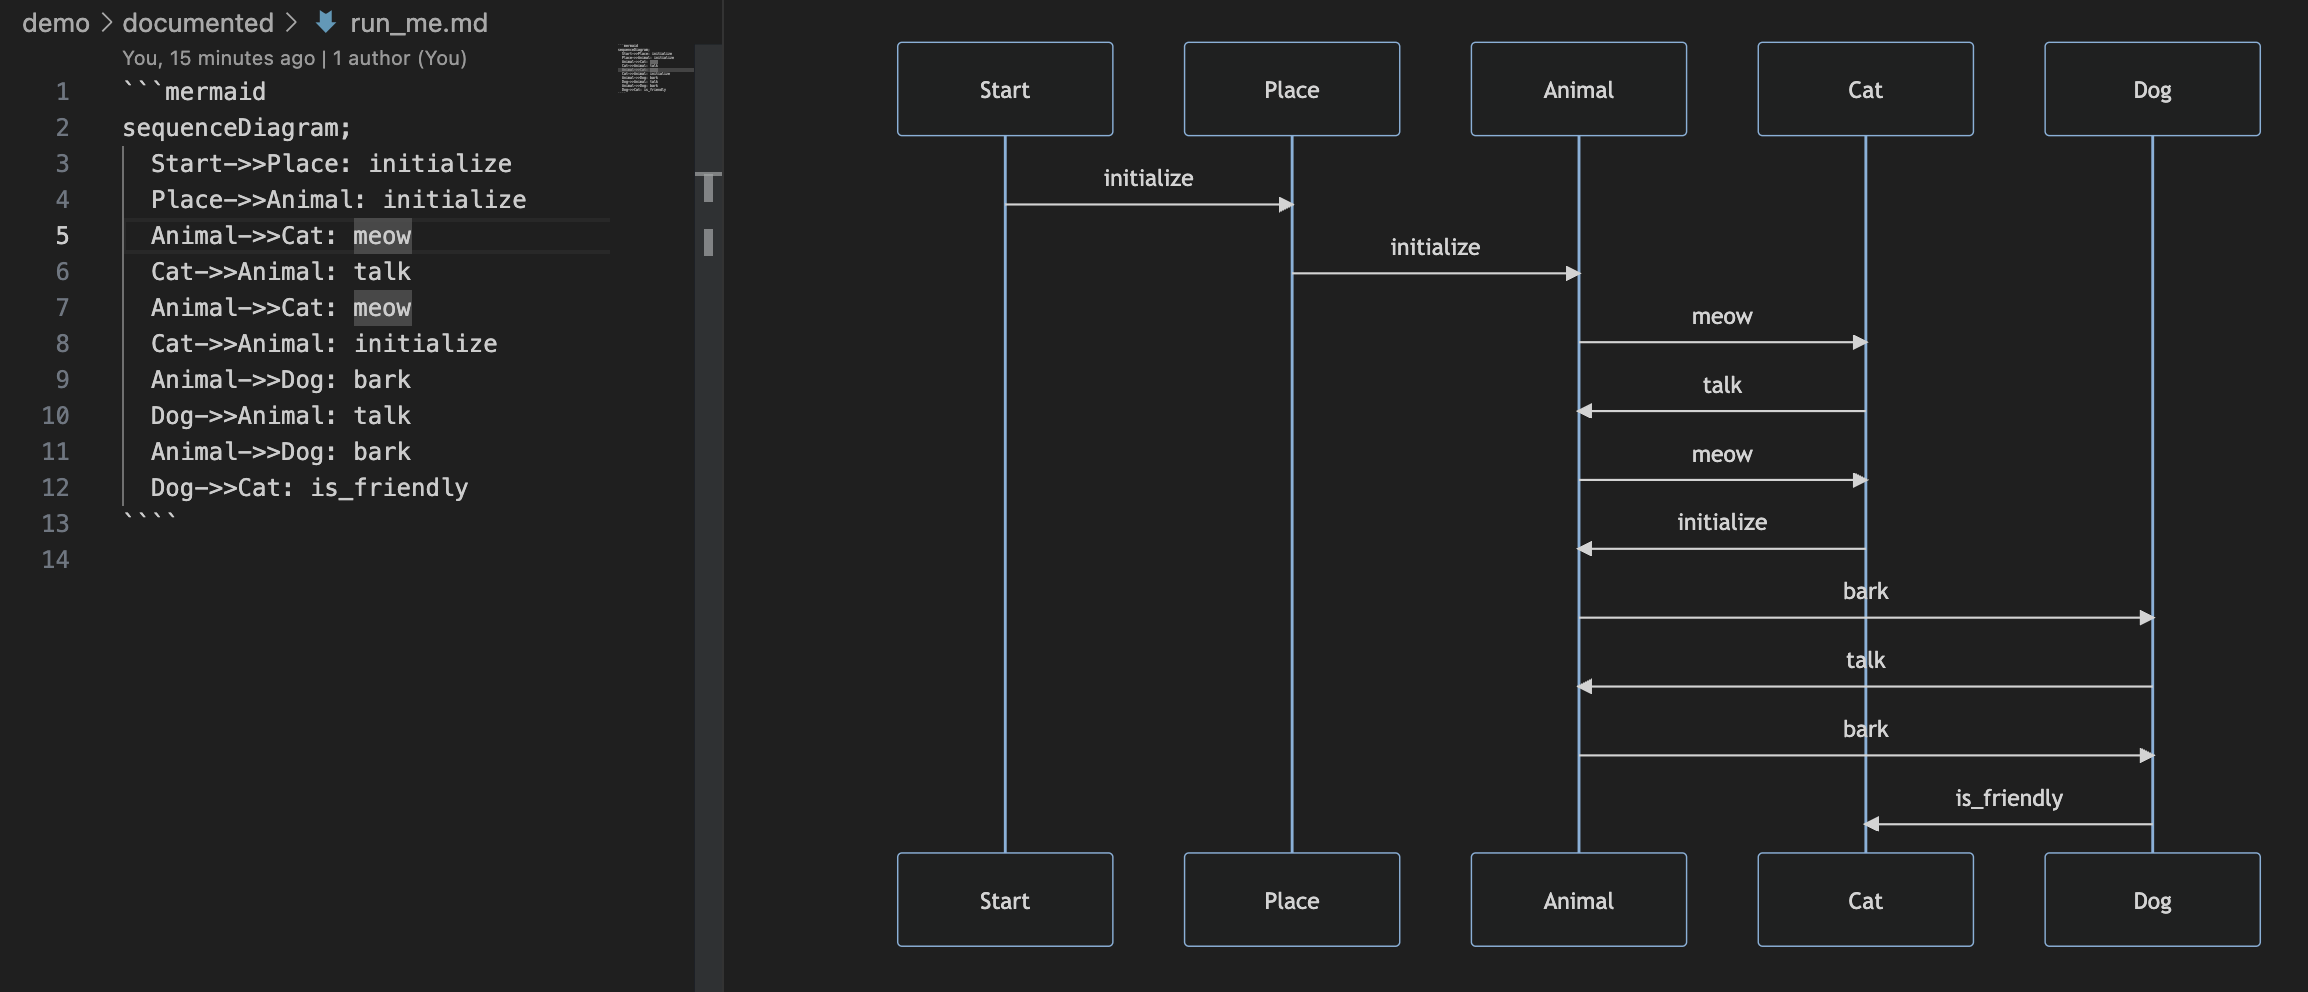 demo > documented > run_me.md
You, 15 minutes ago | 1 author (You)
1 ```mermaid
2 sequenceDiagram;
3 Start->>Place: initialize
4 Place->>Animal: initialize
5 Animal->>Cat: meow
6 Cat->>Animal: talk
7 Animal->>Cat: meow
8 Cat->>Animal: initialize
9 Animal->>Dog: bark
10 Dog->>Animal: talk
11 Animal->>Dog: bark
12 Dog->>Cat: is_friendly
13 ````
14
Start Place Animal Cat Dog
initialize
initialize
meow
talk
meow
initialize
bark
talk
bark
is_friendly
Start Place Animal Cat Dog